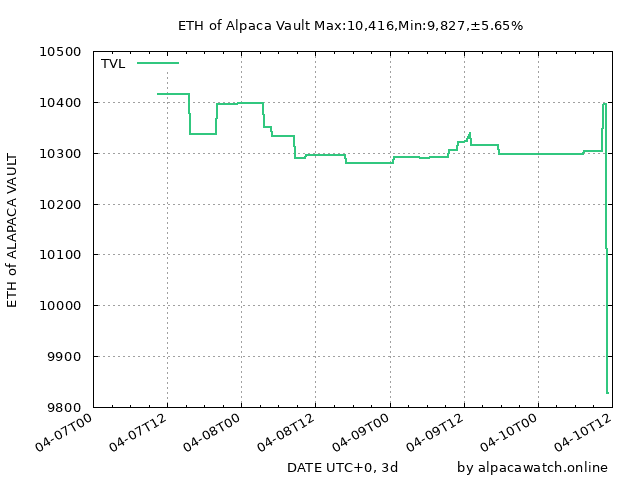 ETH of Alpaca Vault Max:10,416,Min:9,827,±5.65%
TVL
10500
10400
10300
10200
10100
10000
9900
9800
ETH of ALAPACA VAULT
04-07T00
04-07T12
04-08T00
04-08T12
04-09T00
04-09T12
04-10T00
04-10T12
DATE UTC+0, 3d
by alpacawatch.online